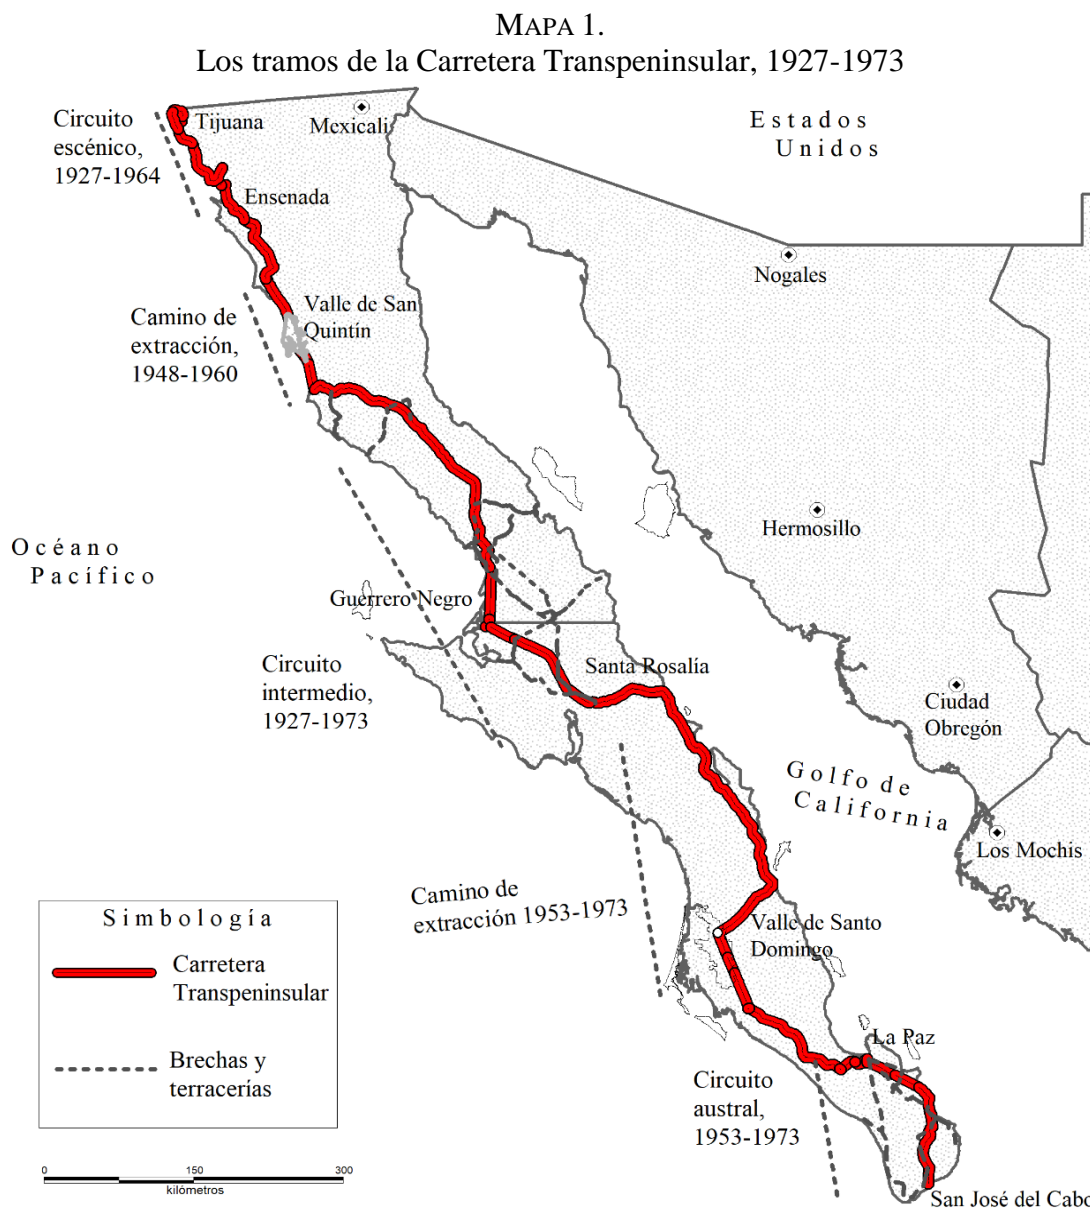 MAPA 1.
Los tramos de la Carretera Transpeninsular, 1927-1973
Circuito
escénico,
1927-1964
Tijuana
Mexicali
Estados
Unidos
Ensenada
Nogales
Camino de
extracción,
1948-1960
Valle de San
Quintín
Hermosillo
Océano
Pacífico
Guerrero Negro
Circuito
intermedio,
1927-1973
Santa Rosalía
Ciudad
Obregón
Golfo de
California
Los Mochis
Camino de
extracción 1953-1973
Valle de Santo
Domingo
La Paz
Circuito
austral,
1953-1973
San José del Cabo
Simbología
Carretera
Transpeninsular
Brechas y
terracerías
0 150 300
kilómetros